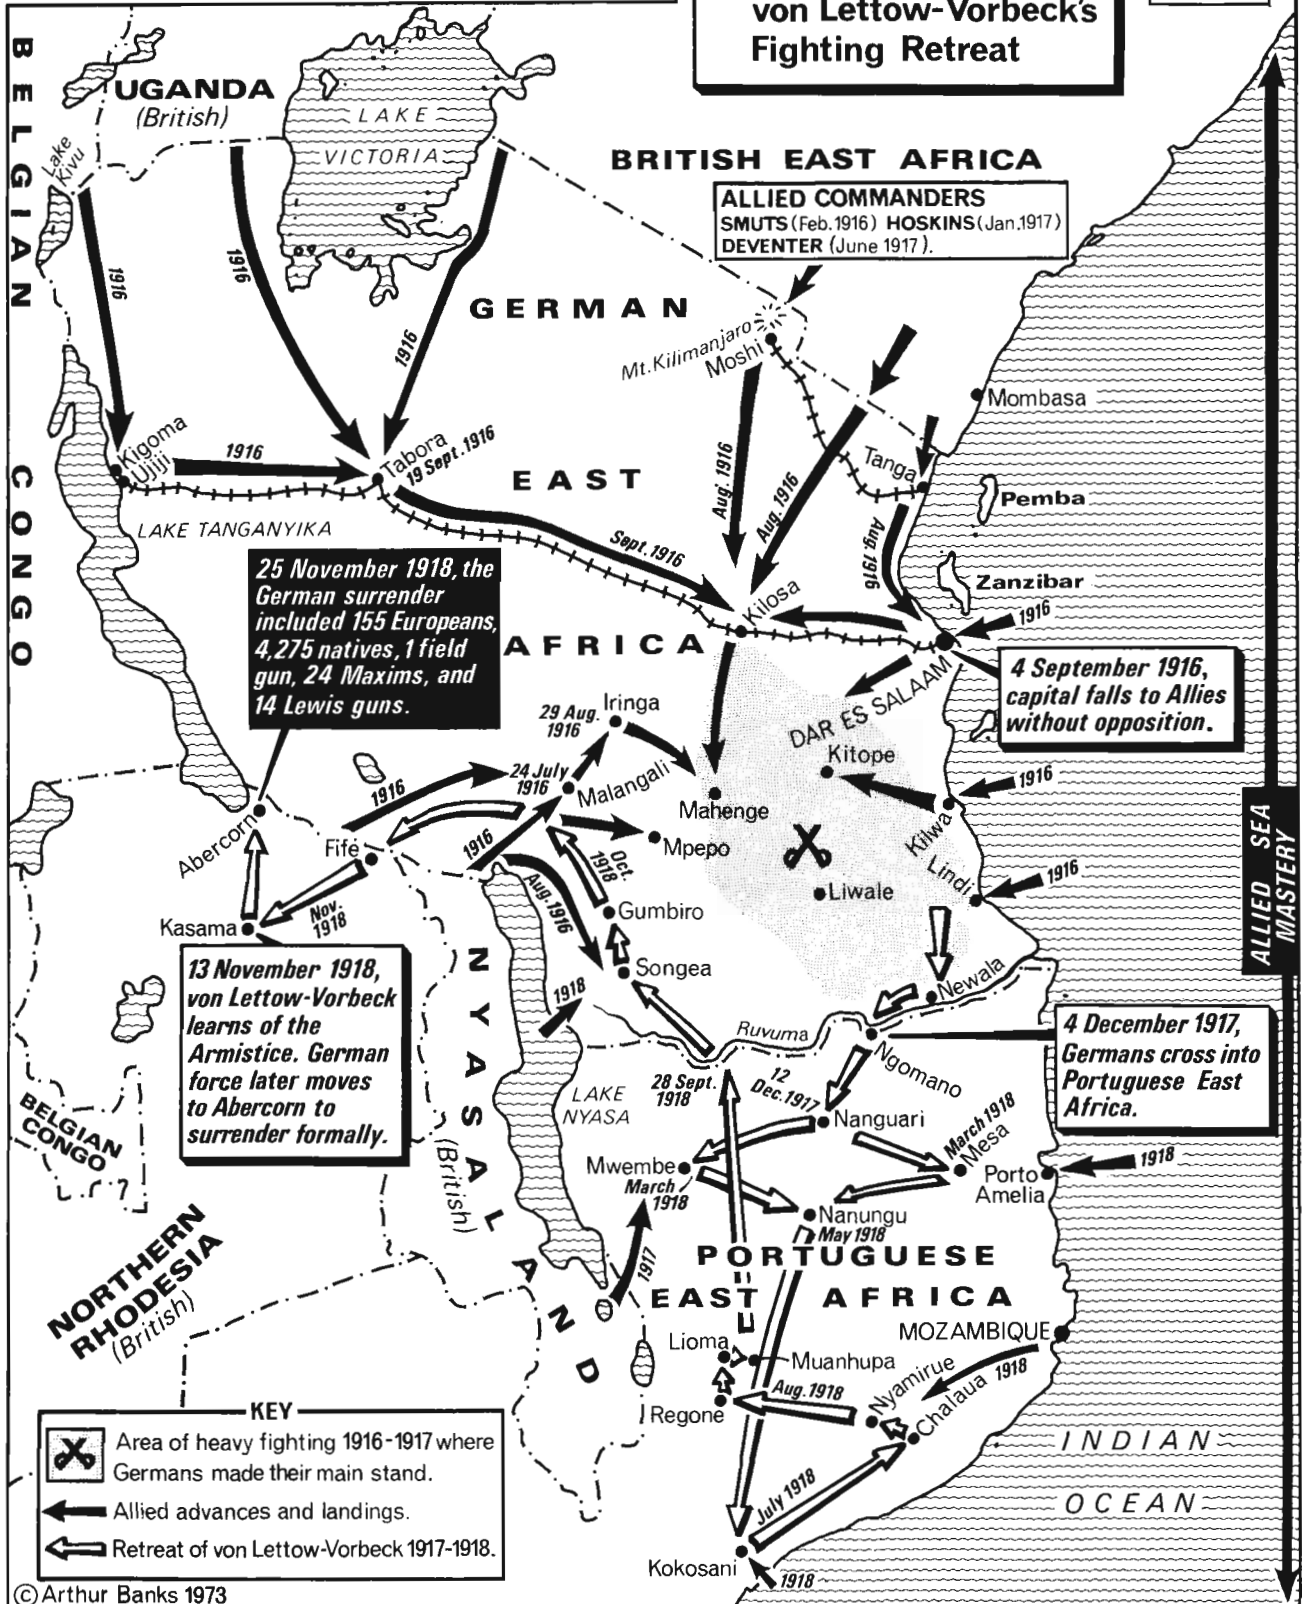 von Lettow-Vorbeck's
Fighting Retreat
BELGIAN CONGO
UGANDA
(British)
Lake
Kivu
LAKE
VICTORIA
BRITISH EAST AFRICA
ALLIED COMMANDERS
SMUTS (Feb.1916) HOSKINS (Jan.1917)
DEVENTER (June 1917).
1916
1916
1916
GERMAN
EAST
AFRICA
Mt.Kilimanjaro
Moshi
Mombasa
Tanga
Pemba
Zanzibar
Kigoma
Ujiji
1916
Tabora
19 Sept.1916
Aug. 1916
Aug. 1916
Aug. 1916
Sept.1916
LAKE TANGANYIKA
Kilosa
1916
DAR ES SALAAM
25 November 1918, the
German surrender
included 155 Europeans,
4,275 natives, 1 field
gun, 24 Maxims, and
14 Lewis guns.
4 September 1916,
capital falls to Allies
without opposition.
Iringa
29 Aug.
1916
24 July
1916
Malangali
1916
Kitope
Mahenge
1916
Kilwa
Abercorn
Fife
1916
Mpepo
Oct.
1918
Aug.1916
Lindi
1916
Liwale
Kasama
Nov.
1918
Gumbiro
Songea
Newala
ALLIED SEA
MASTERY
13 November 1918,
von Lettow-Vorbeck
learns of the
Armistice. German
force later moves
to Abercorn to
surrender formally.
1918
Ruvuma
Ngomano
4 December 1917,
Germans cross into
Portuguese East
Africa.
NYASALAND
(British)
LAKE
NYASA
28 Sept.
1918
12
Dec.1917
Nanguari
March 1918
Mesa
BELGIAN
CONGO
Mwembe
March
1918
Porto
Amelia
1918
Nanungu
May 1918
NORTHERN
RHODESIA
(British)
1917
PORTUGUESE
EAST AFRICA
MOZAMBIQUE
Lioma
Muanhupa
1918
Regone
Aug.1918
Nyamirue
Chalaua
July 1918
Kokosani
1918
INDIAN
OCEAN
KEY
Area of heavy fighting 1916-1917 where
Germans made their main stand.
Allied advances and landings.
Retreat of von Lettow-Vorbeck 1917-1918.
© Arthur Banks 1973